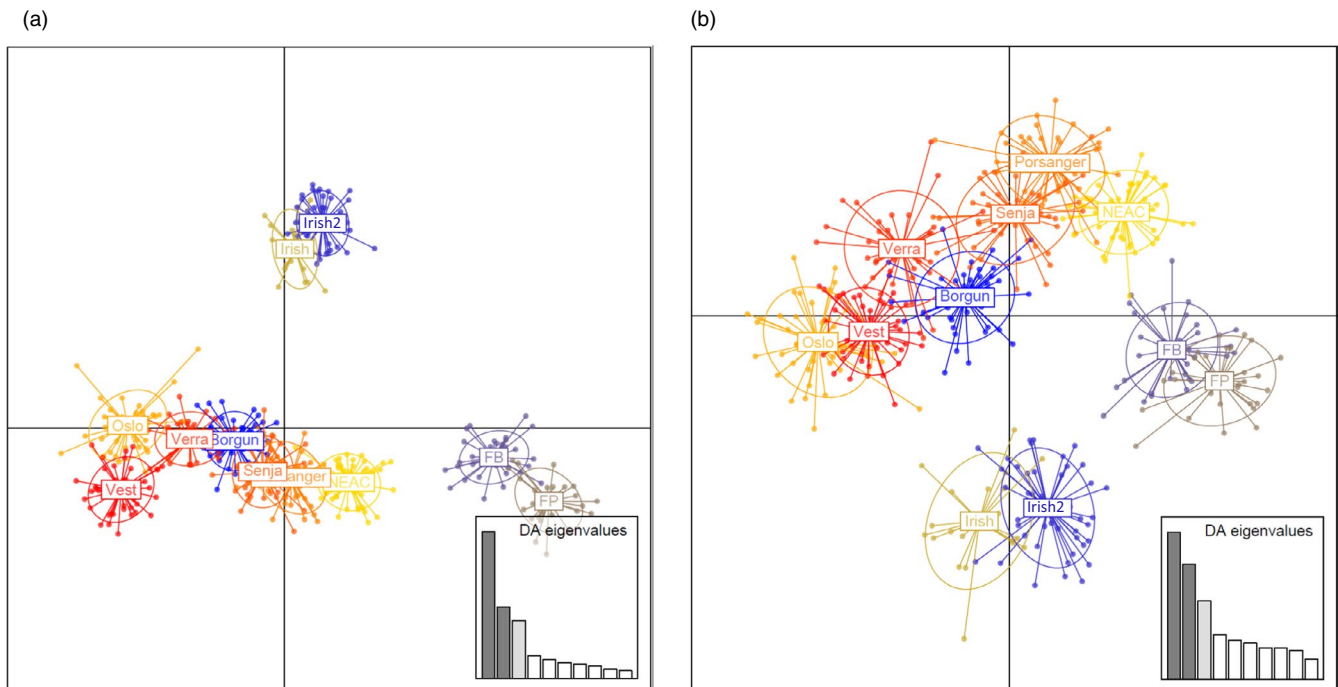 (a)
Irish2
Irish
Oslo
Verra
Borgun
Senja
anger
NEAC
Vest
FB
FP
DA eigenvalues
(b)
Porsanger
Senja
NEAC
Verra
Borgun
Vest
Oslo
FB
FP
Irish2
Irish
DA eigenvalues